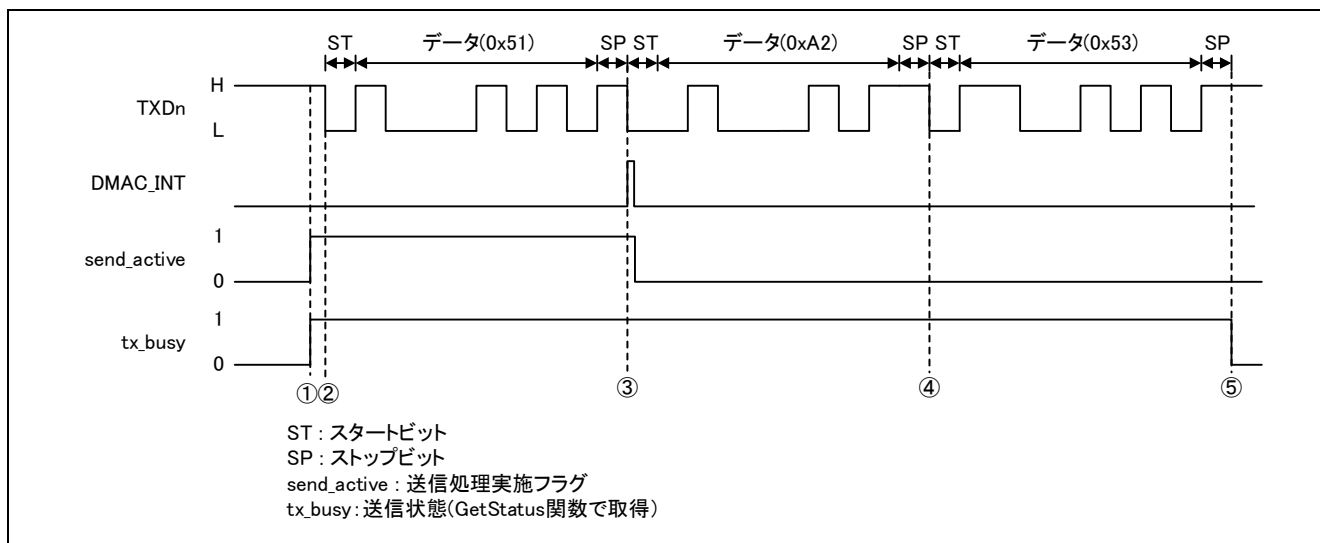 ST データ(0x51) SP ST データ(0xA2) SP ST データ(0x53) SP
H
TXDn
L
DMAC_INT
1
send_active
0
1
tx_busy
0
① ② ③ ④ ⑤
ST : スタートビット
SP : ストップビット
send_active : 送信処理実施フラグ
tx_busy : 送信状態(GetStatus関数で取得)